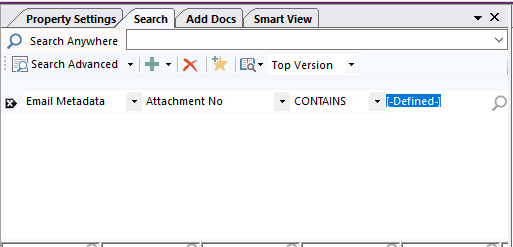 Property Settings Search Add Docs Smart View
Search Anywhere
Search Advanced Top Version
Email Metadata Attachment No CONTAINS [-Defined-]